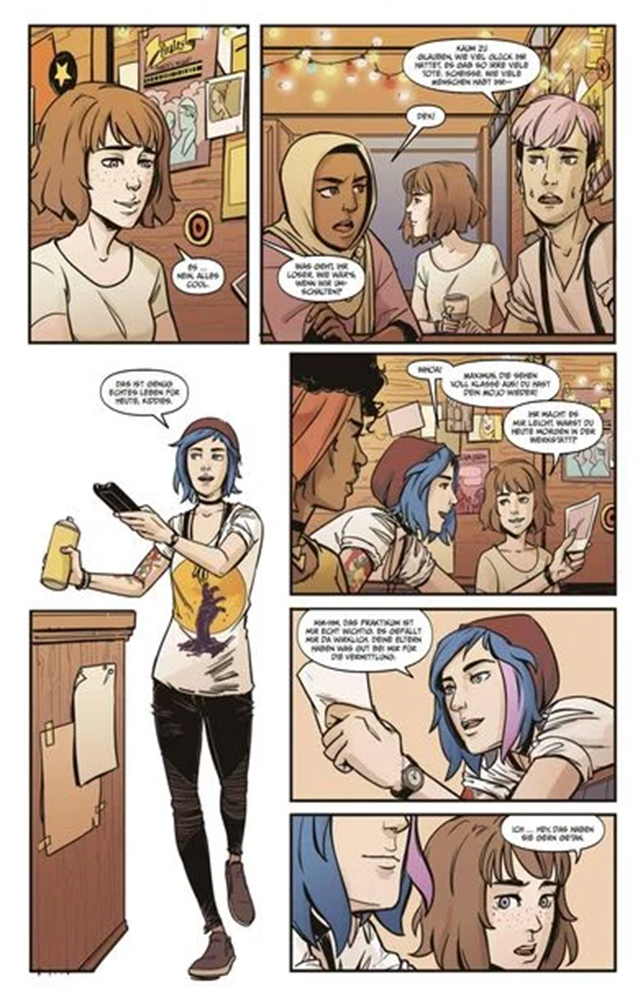 ES ...
NEIN, ALLES
COOL.
KAUM ZU
GLAUBEN, WIE VIEL GLÜCK IHR
HATTET. ES GAB SO IRRE VIELE
TOTE. SCHEISSE, WIE VIELE
MENSCHEN HABT IHR--
DEX!
WAS GEHT, IHR
LOSER. WIE WÄR'S,
WENN WIR UM-
SCHALTEN?
DAS IST GENUG
ECHTES LEBEN FÜR
HEUTE, KIDDIES.
WHOA!
MAXIMUS, DIE SEHEN
VOLL KLASSE AUS! DU HAST
DEIN MOJO WIEDER!
IHR MACHT ES
MIR LEICHT. WARST DU
HEUTE MORGEN IN DER
WERKSTATT?
MM-HM. DAS PRAKTIKUM IST
MIR ECHT WICHTIG. ES GEFÄLLT
MIR DA WIRKLICH. DEINE ELTERN
HABEN WAS GUT BEI MIR FÜR
DIE VERMITTLUNG.
ICH ... HEY, DAS HABEN
SIE GERN GETAN.